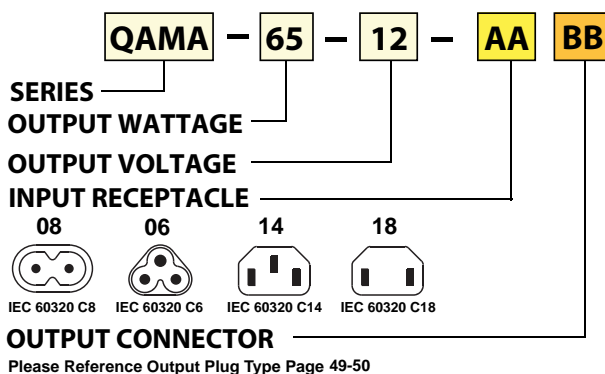 QAMA – 65 – 12 – AA BB
SERIES
OUTPUT WATTAGE
OUTPUT VOLTAGE
INPUT RECEPTACLE
08 06 14 18
IEC 60320 C8 IEC 60320 C6 IEC 60320 C14 IEC 60320 C18
OUTPUT CONNECTOR
Please Reference Output Plug Type Page 49-50